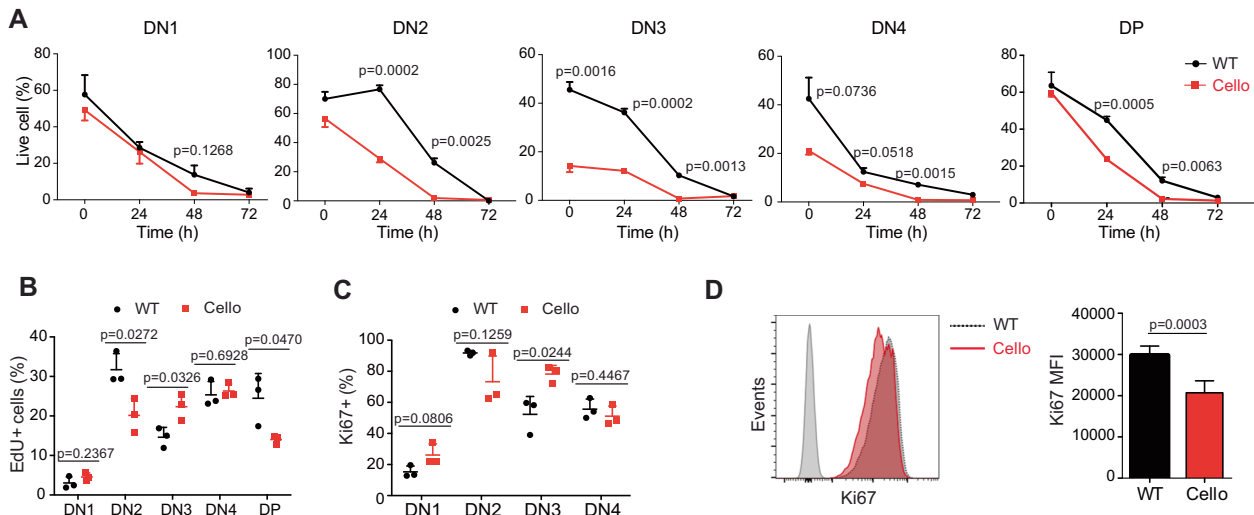 A
DN1
DN2
DN3
DN4
DP
Live cell (%)
80
60
40
20
0
p=0.1268
0 24 48 72
Time (h)
100
80
60
40
20
0
p=0.0002
p=0.0025
0 24 48 72
Time (h)
60
40
20
0
p=0.0016
p=0.0002
p=0.0013
0 24 48 72
Time (h)
60
40
20
0
p=0.0736
p=0.0518
p=0.0015
0 24 48 72
Time (h)
80
60
40
20
0
p=0.0005
p=0.0063
0 24 48 72
Time (h)
WT
Cello
B
WT Cello
EdU+ cells (%)
40
30
20
10
0
p=0.2367
p=0.0272
p=0.0326
p=0.6928
p=0.0470
DN1 DN2 DN3 DN4 DP
C
WT Cello
Ki67+ (%)
100
80
60
40
20
0
p=0.0806
p=0.1259
p=0.0244
p=0.4467
DN1 DN2 DN3 DN4
D
Events
Ki67
WT
Cello
Ki67 MFI
40000
30000
20000
10000
0
p=0.0003
WT Cello